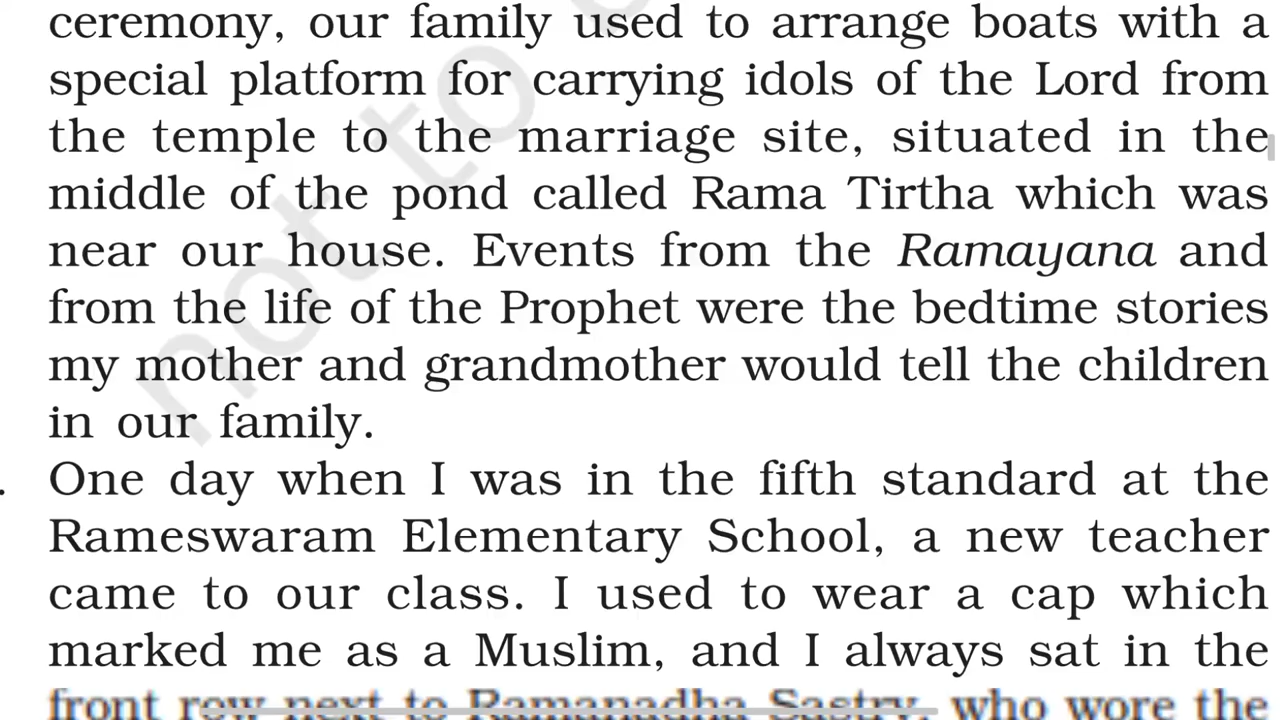 ceremony, our family used to arrange boats with a
special platform for carrying idols of the Lord from
the temple to the marriage site, situated in the
middle of the pond called Rama Tirtha which was
near our house. Events from the Ramayana and
from the life of the Prophet were the bedtime stories
my mother and grandmother would tell the children
in our family.
One day when I was in the fifth standard at the
Rameswaram Elementary School, a new teacher
came to our class. I used to wear a cap which
marked me as a Muslim, and I always sat in the
front row next to Ramanadha Sastry, who wore the
not to